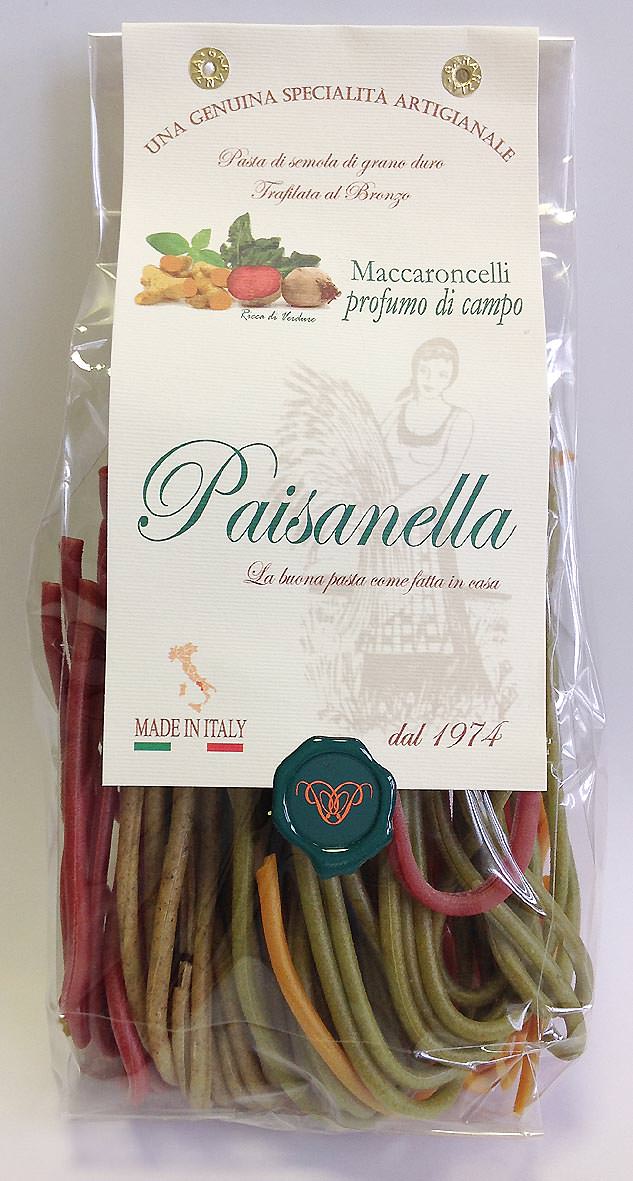 UNA GENUINA SPECIALITÀ ARTIGIANALE
Pasta di semola di grano duro
Trafilata al Bronzo
Maccaroncelli
profumo di campo
Ricca di Verdure
Paisanella
La buona pasta come fatta in casa
MADE IN ITALY
dal 1974